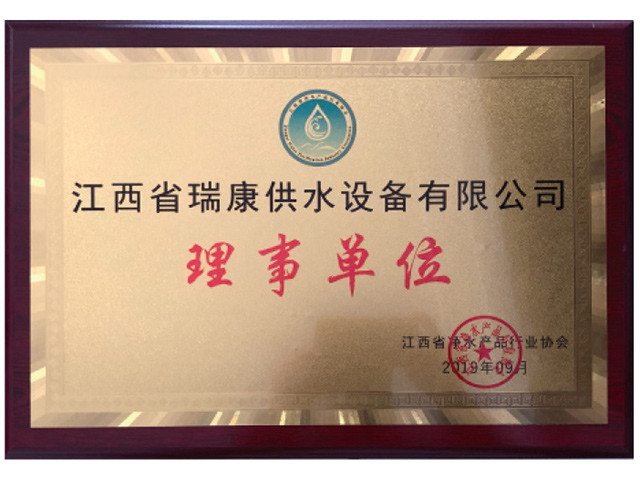 江西省瑞康供水设备有限公司
理事单位
江西省净水产品行业协会
2019年09月